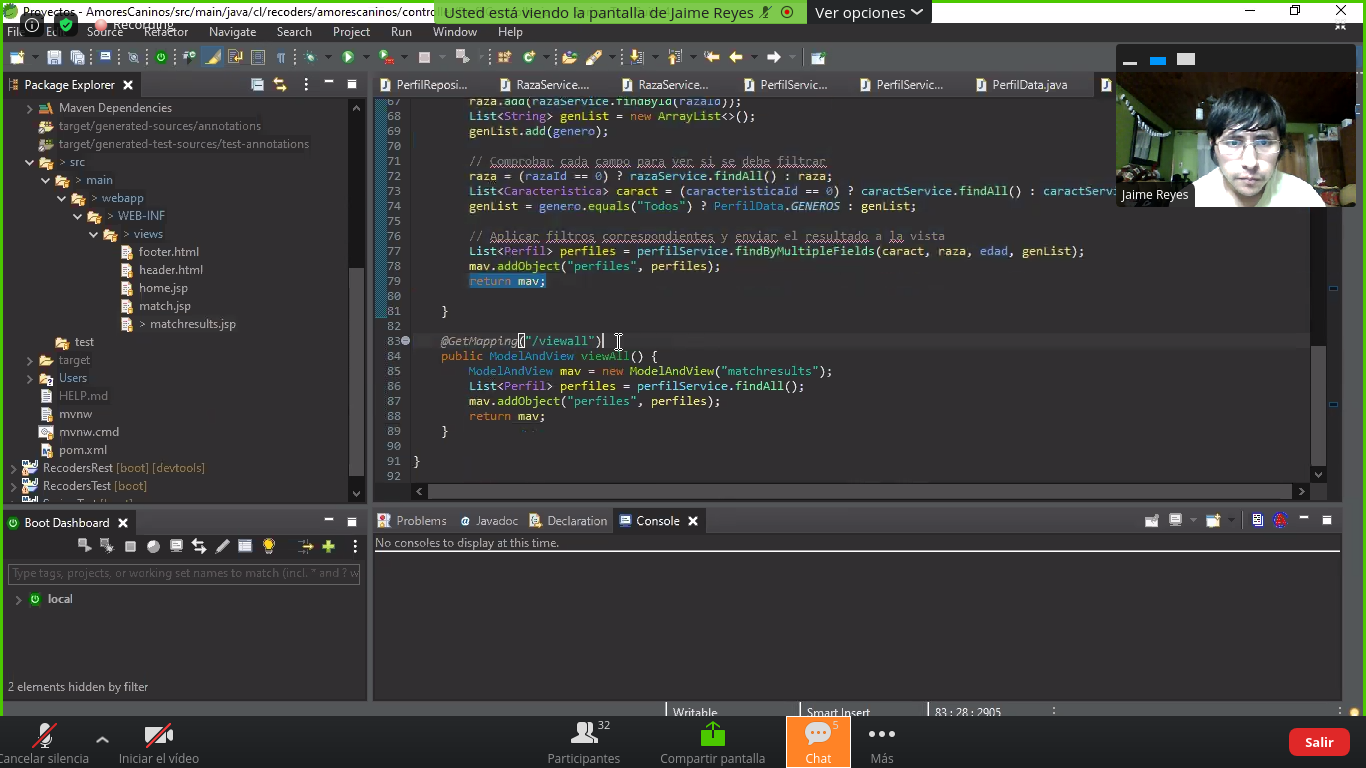 Proyectos - AmoresCaninos/src/main/java/cl/recoders/amorescaninos/contro
Usted está viendo la pantalla de Jaime Reyes
Ver opciones
Recording
Source Refactor Navigate Search Project Run Window Help
Package Explorer
PerfilReposi...
RazaService....
RazaService...
PerfilServic...
PerfilServic...
PerfilData.java
Maven Dependencies
target/generated-sources/annotations
target/generated-test-sources/test-annotations
> src
> main
> webapp
> WEB-INF
> views
footer.html
header.html
home.jsp
match.jsp
> matchresults.jsp
test
target
Users
HELP.md
mvnw
mvnw.cmd
pom.xml
RecodersRest [boot] [devtools]
RecodersTest [boot]
67 raza.add(razaService.findById(razaId));
68 List<String> genList = new ArrayList<>();
69 genList.add(genero);
70
71 // Comprobar cada campo para ver si se debe filtcar
72 raza = (razaId == 0) ? razaService.findAll() : raza;
73 List<Caracteristica> caract = (caracteristicaId == 0) ? caractService.findAll() : caractServi
74 genList = genero.equals("Todos") ? PerfilData.GENEROS : genList;
75
76 // Aplicar filtros correspondientes y enviar el resultado a la vista
77 List<Perfil> perfiles = perfilService.findByMultipleFields(caract, raza, edad, genList);
78 mav.addObject("perfiles", perfiles);
79 return mav;
80
81 }
82
83 @GetMapping("/viewall")
84 public ModelAndView viewAll() {
85 ModelAndView mav = new ModelAndView("matchresults");
86 List<Perfil> perfiles = perfilService.findAll();
87 mav.addObject("perfiles", perfiles);
88 return mav;
89 }
90
91 }
92
Jaime Reyes
Boot Dashboard
Type tags, projects, or working set names to match (incl. * and ? w
local
2 elements hidden by filter
Problems
Javadoc
Declaration
Console
No consoles to display at this time.
Writable
Smart Insert
83 : 28 : 2905
Cancelar silencia
Iniciar el vídeo
32
Participantes
Compartir pantalla
5
Chat
Más
Salir